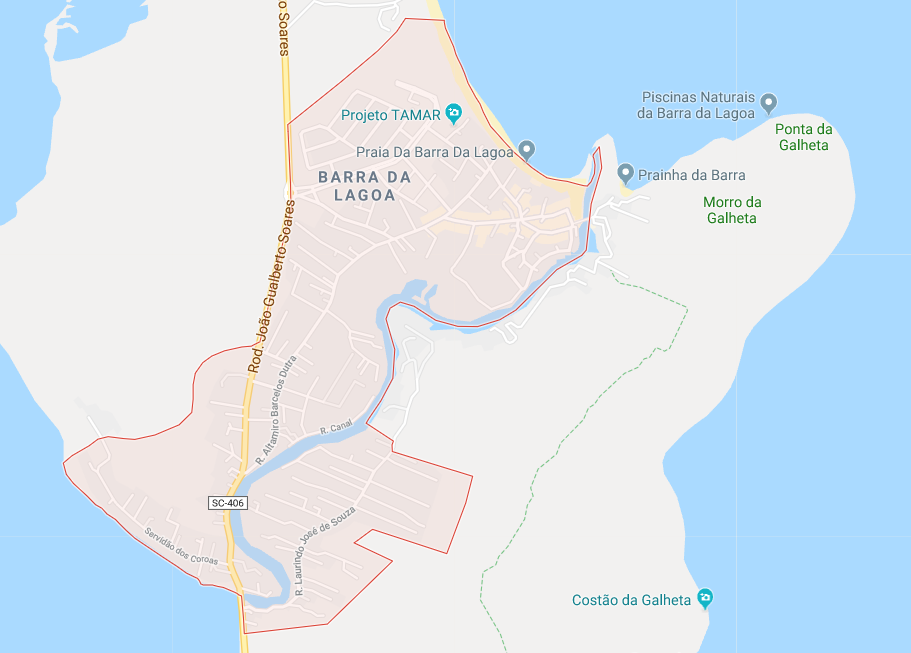 o Soares
Piscinas Naturais
da Barra da Lagoa
Projeto TAMAR
Ponta da
Galheta
Praia Da Barra Da Lagoa
BARRA DA
LAGOA
Prainha da Barra
Morro da
Galheta
Rod. João Gualberto Soares
R. Altamiro Barcelos Dutra
R. Canal
SC-406
R. Laurindo José de Souza
Servidão dos Coroas
Costão da Galheta